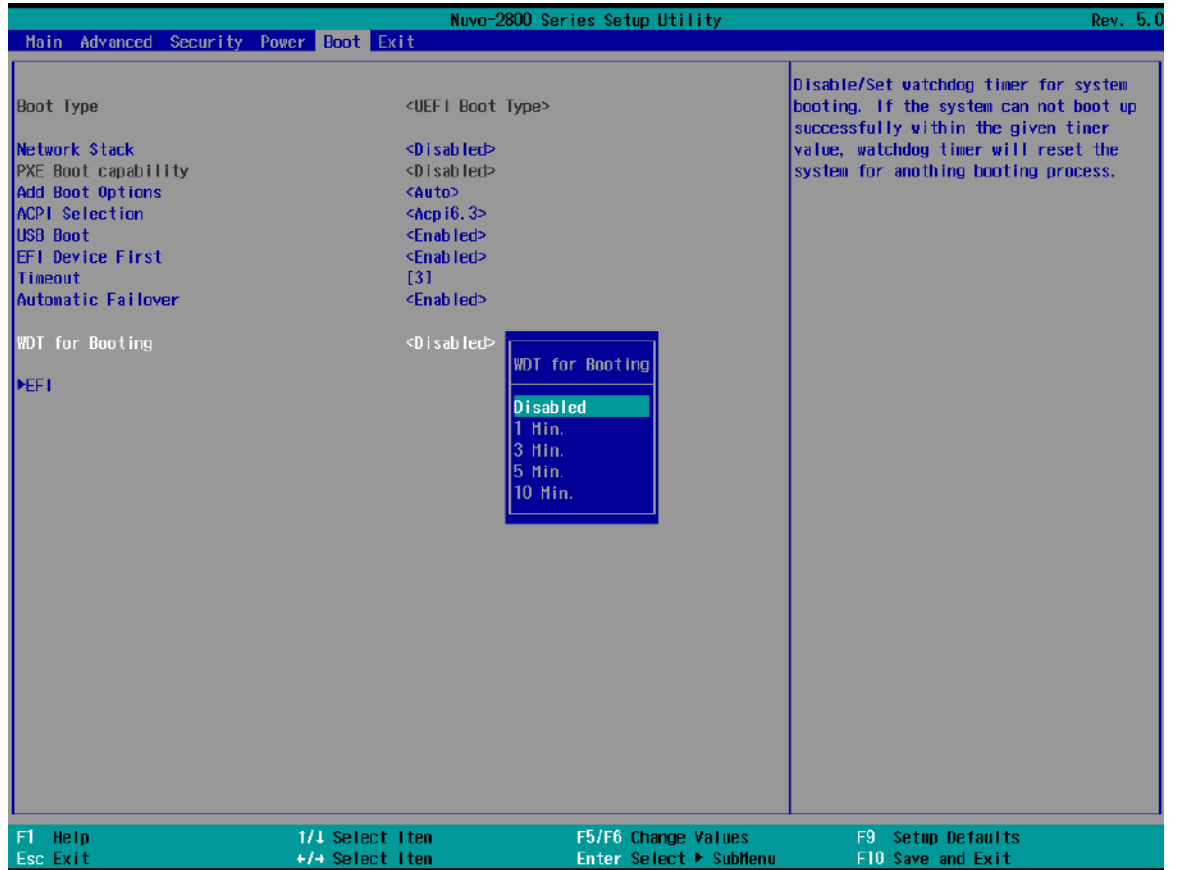 Nuvo-2800 Series Setup Utility Rev. 5.0
Main Advanced Security Power Boot Exit
Boot Type <UEFI Boot Type>
Network Stack <Disabled>
PXE Boot capability <Disabled>
Add Boot Options <Auto>
ACPI Selection <Acpi6.3>
USB Boot <Enabled>
EFI Device First <Enabled>
Timeout [3]
Automatic Failover <Enabled>
WDT for Booting <Disabled>
►EFI
WDT for Booting
Disabled
1 Min.
3 Min.
5 Min.
10 Min.
Disable/Set watchdog timer for system
booting. If the system can not boot up
successfully within the given timer
value, watchdog timer will reset the
system for anothing booting process.
F1 Help ↑/↓ Select Item F5/F6 Change Values F9 Setup Defaults
Esc Exit ←/→ Select Item Enter Select ► SubMenu F10 Save and Exit